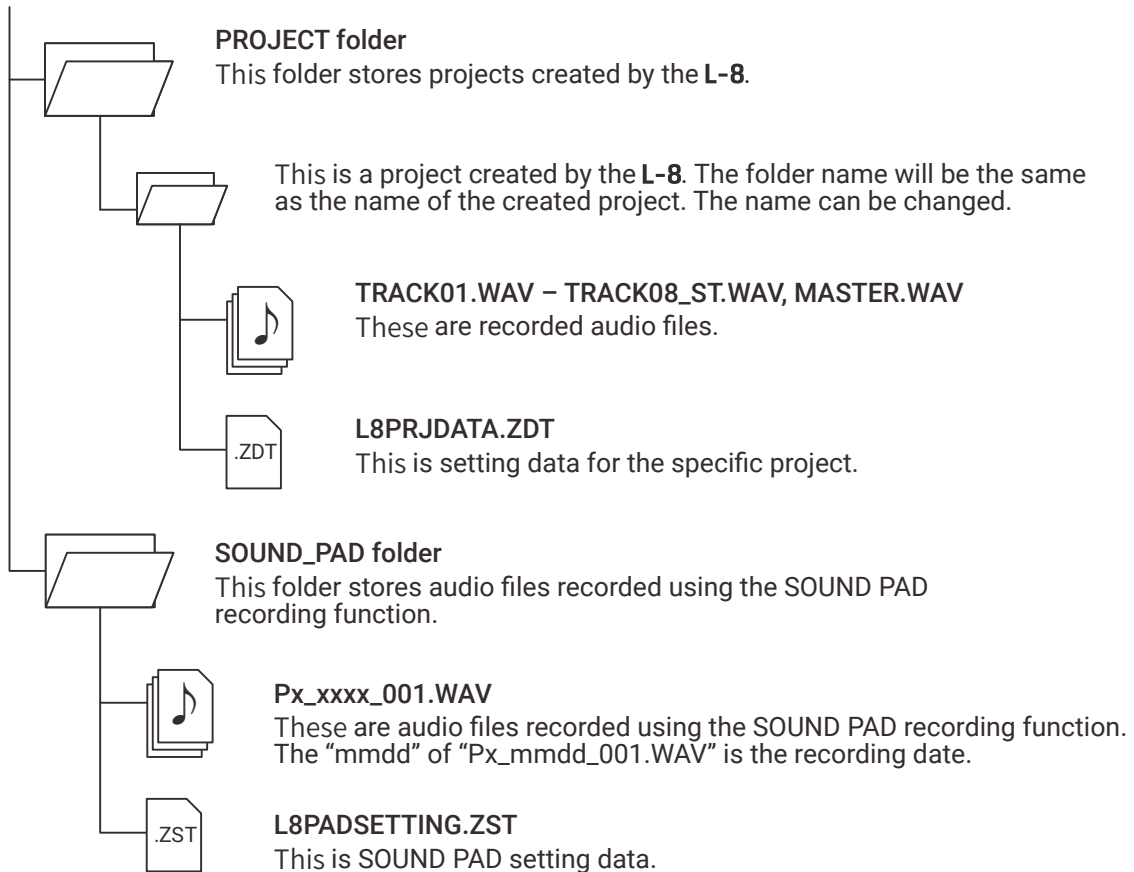 PROJECT folder
This folder stores projects created by the L-8.
This is a project created by the L-8. The folder name will be the same
as the name of the created project. The name can be changed.
TRACK01.WAV – TRACK08_ST.WAV, MASTER.WAV
These are recorded audio files.
.ZDT
L8PRJDATA.ZDT
This is setting data for the specific project.
SOUND_PAD folder
This folder stores audio files recorded using the SOUND PAD
recording function.
Px_xxxx_001.WAV
These are audio files recorded using the SOUND PAD recording function.
The “mmdd” of “Px_mmdd_001.WAV” is the recording date.
.ZST
L8PADSETTING.ZST
This is SOUND PAD setting data.